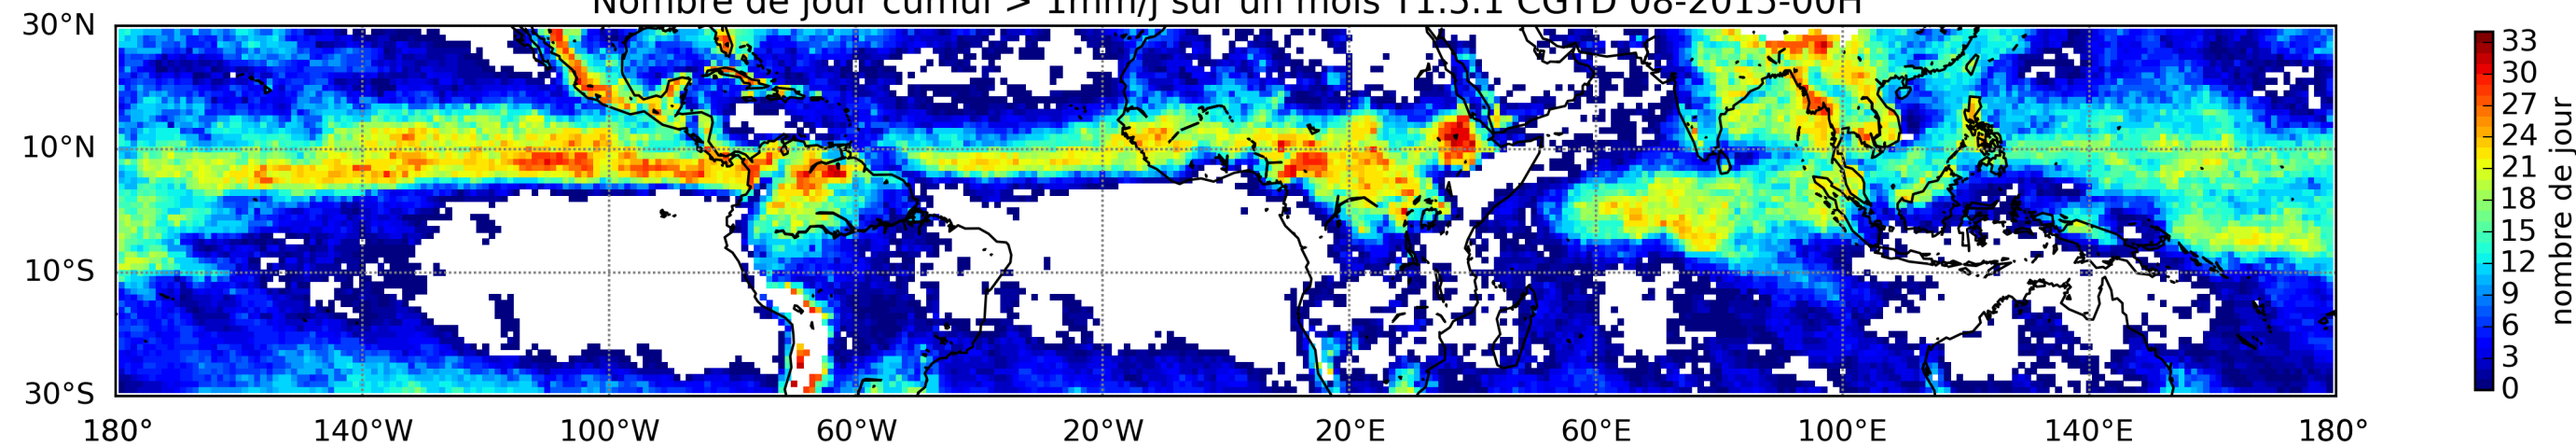 Nombre de jour cumul > 1mm/j sur un mois T1.5.1 CGTD 08-2015-00H
30°N
10°N
10°S
30°S
180° 140°W 100°W 60°W 20°W 20°E 60°E 100°E 140°E 180°
33
30
27
24
21
18
15
12
9
6
3
0
nombre de jour